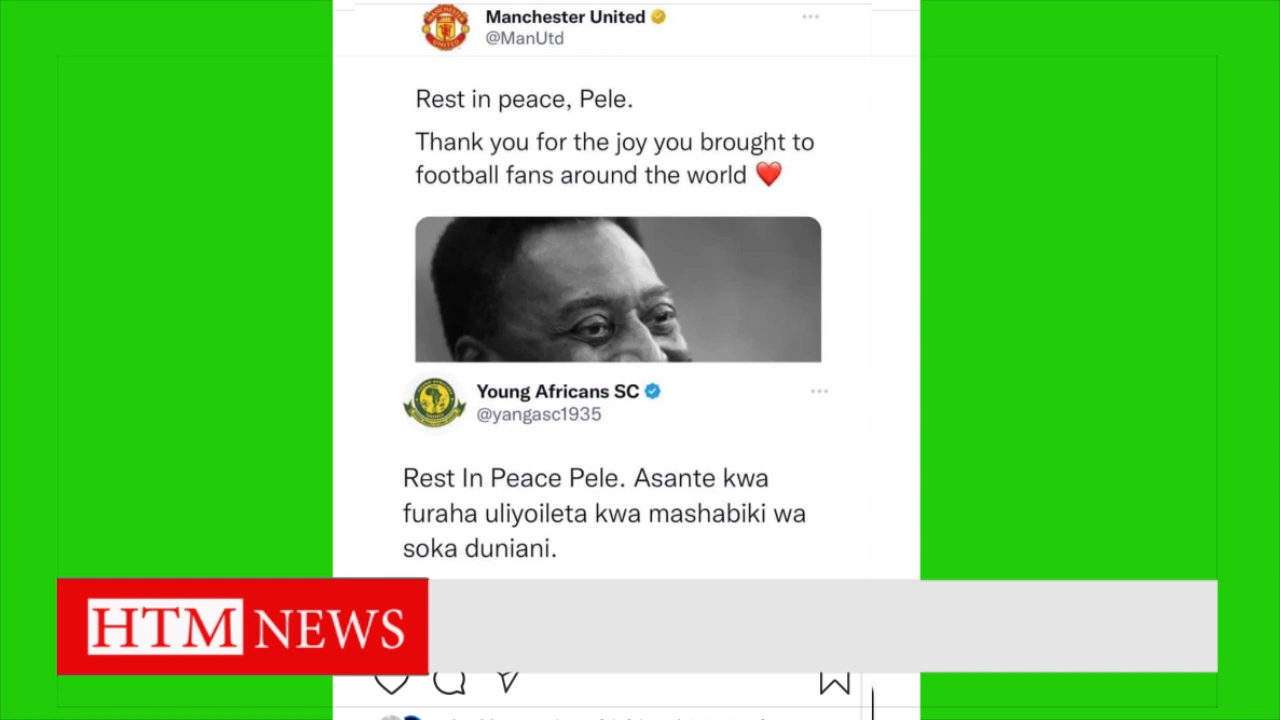 Manchester United
@ManUtd
Rest in peace, Pele.
Thank you for the joy you brought to
football fans around the world ❤️
Young Africans SC
@yangasc1935
Rest In Peace Pele. Asante kwa
furaha uliyoileta kwa mashabiki wa
soka duniani.
HTM NEWS